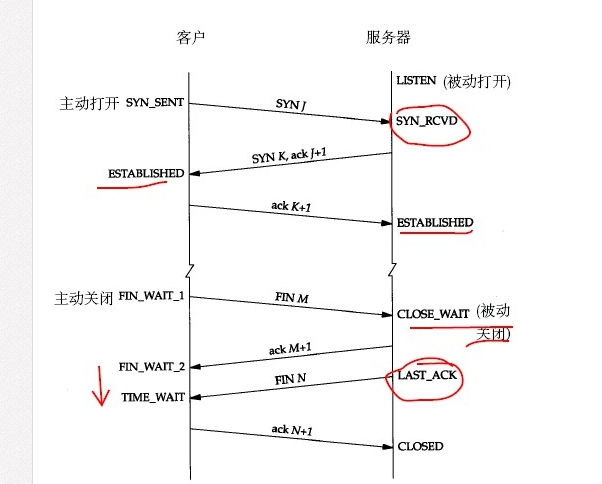 客户 服务器
LISTEN (被动打开)
主动打开 SYN_SENT
SYN J
SYN_RCVD
SYN K, ack J+1
ESTABLISHED
ack K+1
ESTABLISHED
主动关闭 FIN_WAIT_1
FIN M
CLOSE_WAIT (被动
关闭)
ack M+1
FIN_WAIT_2
FIN N
LAST_ACK
TIME_WAIT
ack N+1
CLOSED